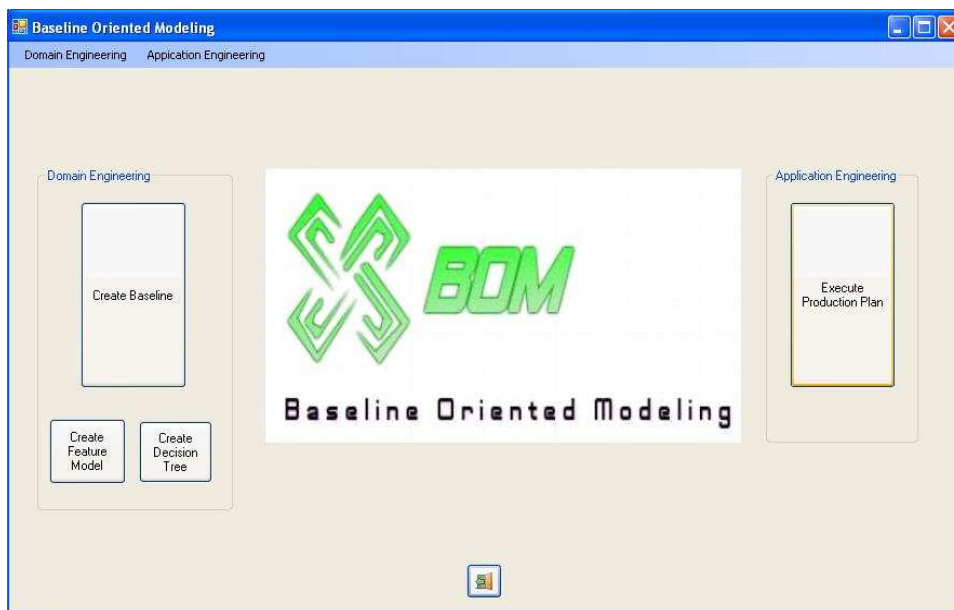 Baseline Oriented Modeling
Domain Engineering Appication Engineering
Domain Engineering
Create Baseline
Create
Feature
Model
Create
Decision
Tree
BOM
Baseline Oriented Modeling
Application Engineering
Execute
Production Plan